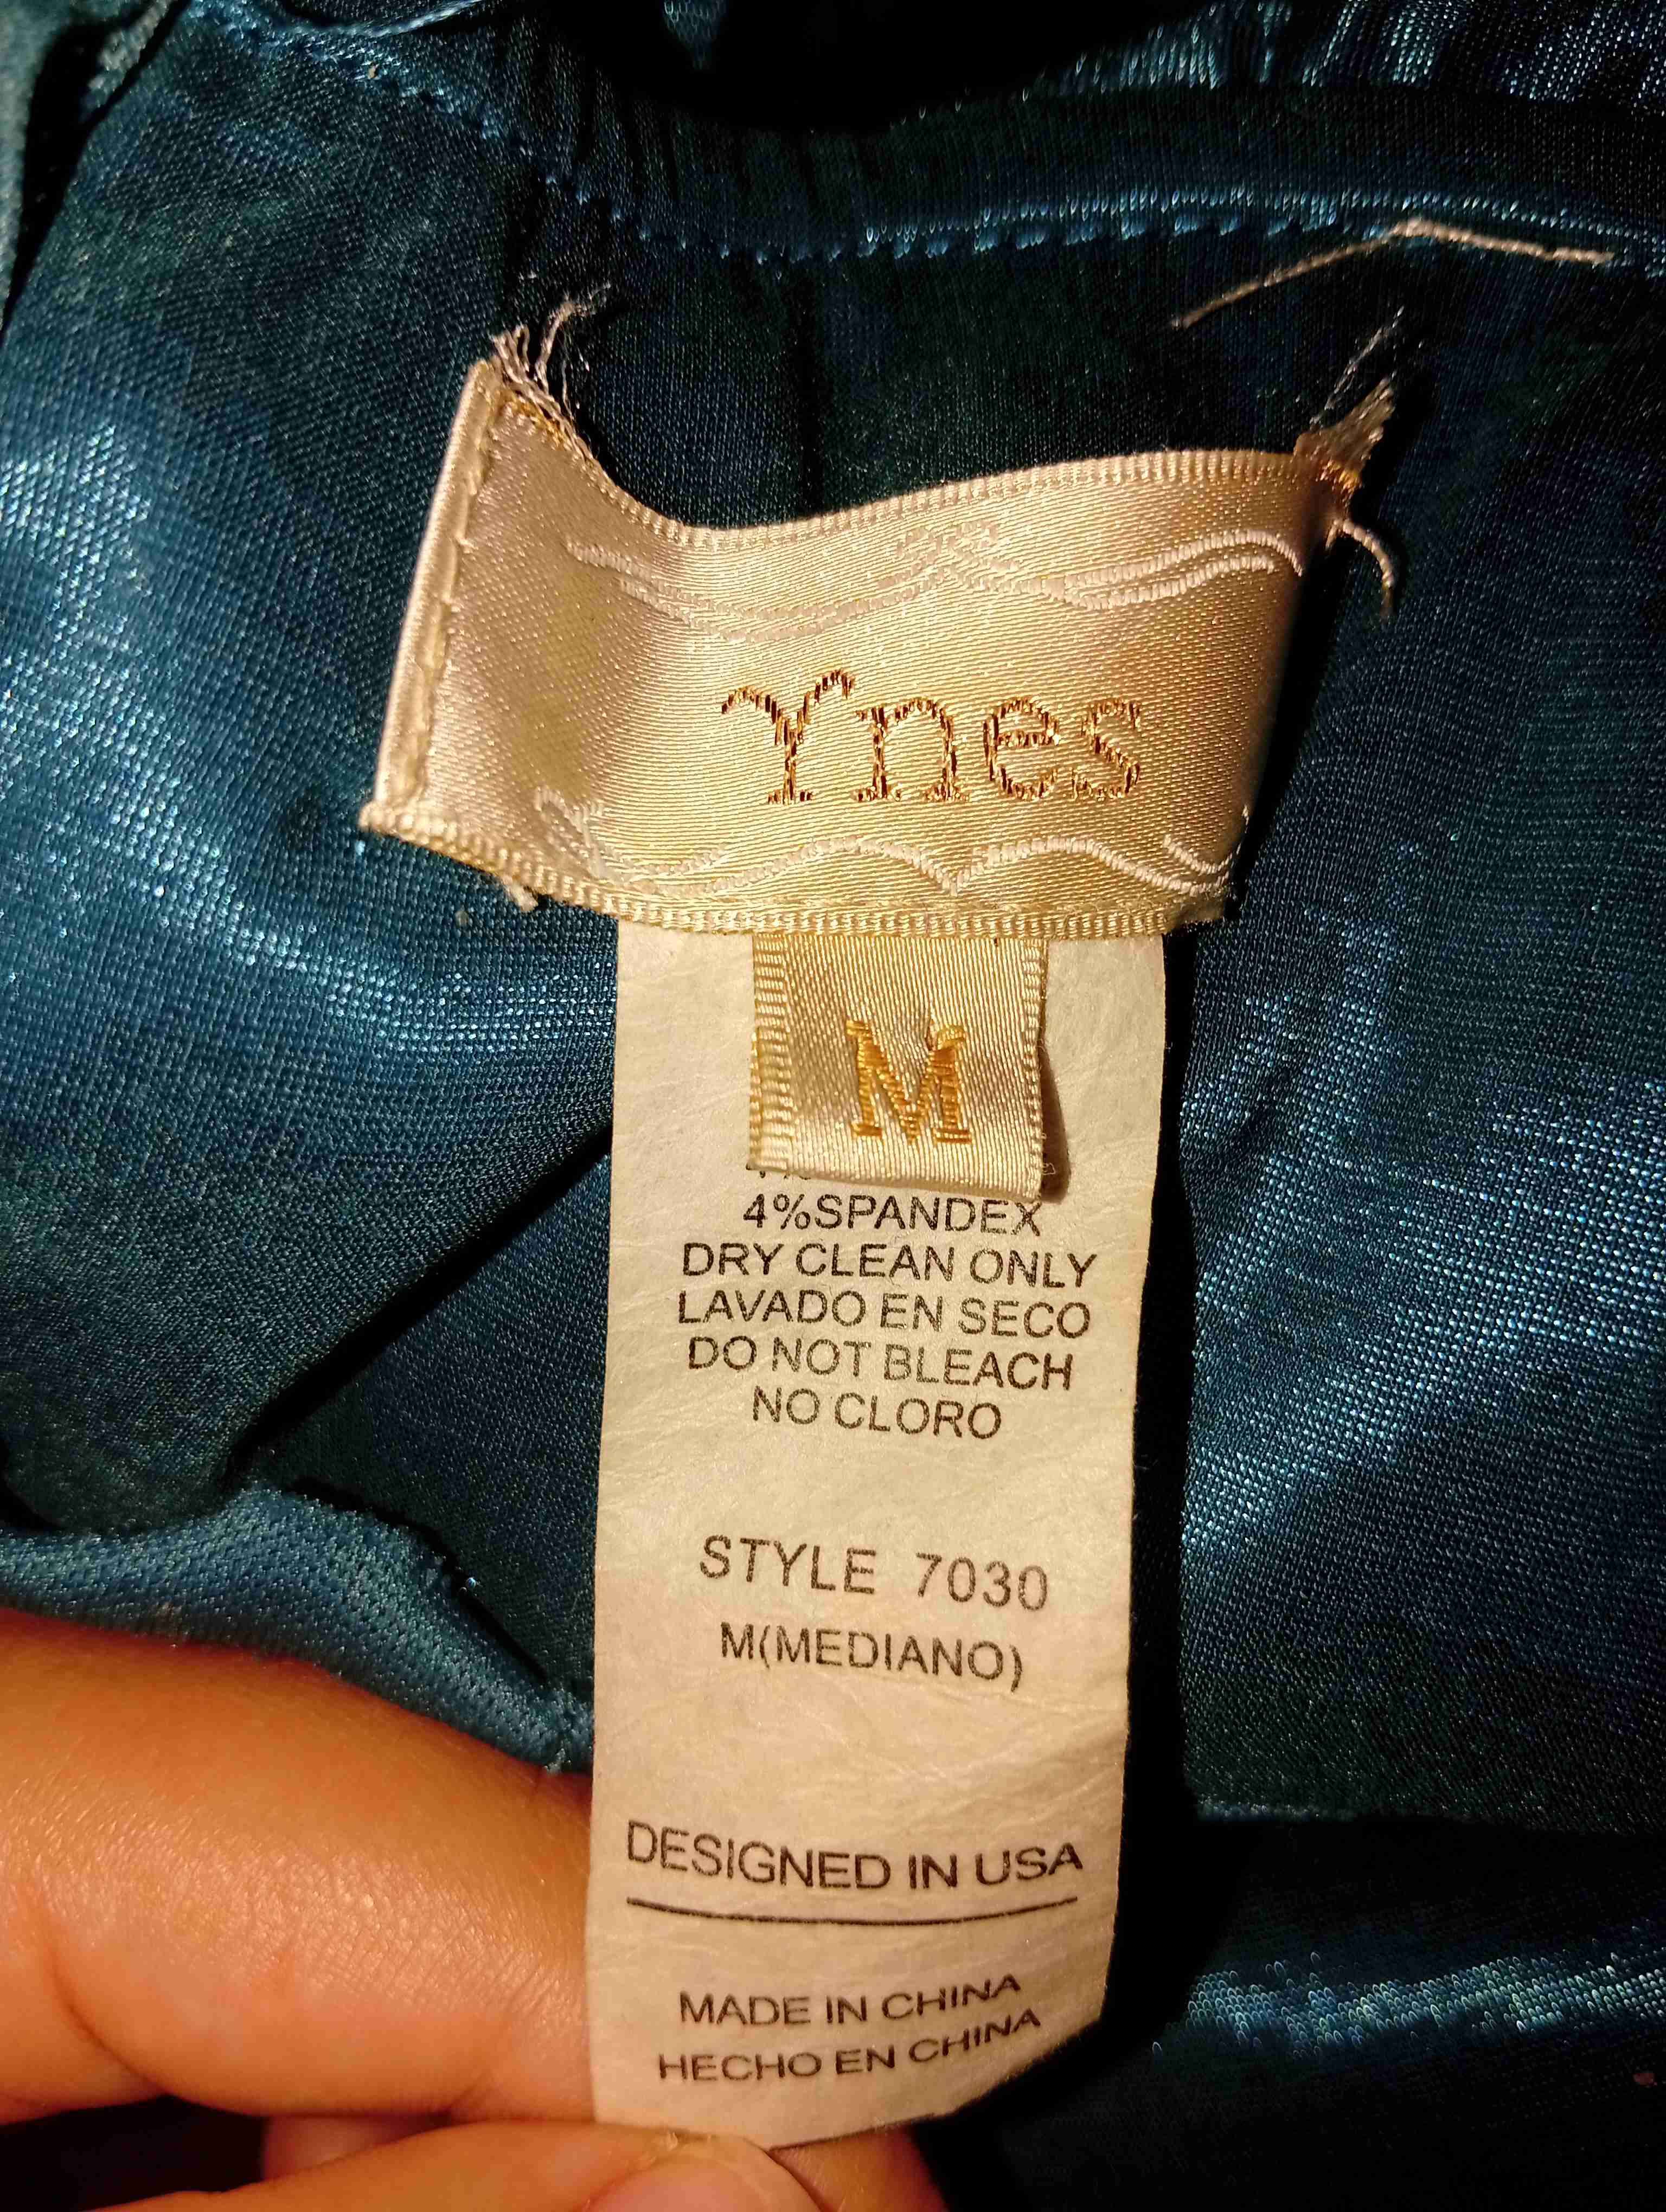 Ynes
M
4%SPANDEX
DRY CLEAN ONLY
LAVADO EN SECO
DO NOT BLEACH
NO CLORO
STYLE 7030
M(MEDIANO)
DESIGNED IN USA
MADE IN CHINA
HECHO EN CHINA